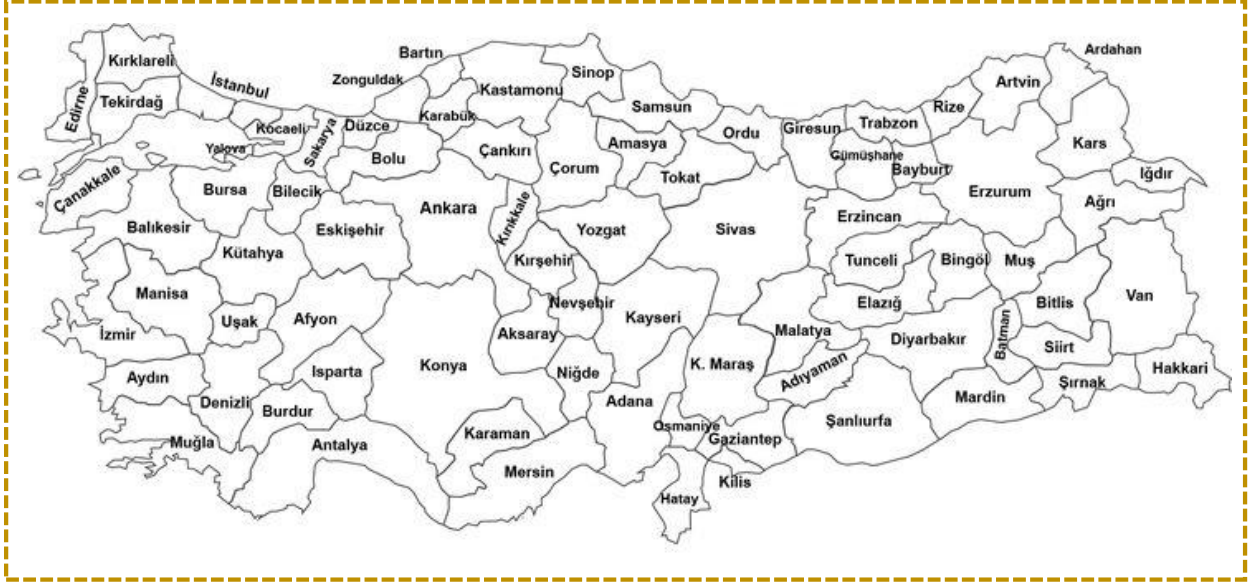 Bartın
Ardahan
Kırklareli
Sinop
Zonguldak
İstanbul
Artvin
Kastamonu
Edirne
Tekirdağ
Samsun
Rize
Karabük
Kocaeli
Sakarya
Düzce
Ordu
Giresun
Trabzon
Yalova
Bolu
Çankırı
Amasya
Kars
Gümüşhane
Çorum
Bayburt
Iğdır
Çanakkale
Bursa
Bilecik
Tokat
Erzurum
Ağrı
Ankara
Kırıkkale
Erzincan
Balıkesir
Eskişehir
Yozgat
Sivas
Kütahya
Kırşehir
Tunceli
Bingöl
Muş
Manisa
Nevşehir
Elazığ
Bitlis
Van
Uşak
Afyon
Kayseri
İzmir
Aksaray
Malatya
Diyarbakır
Batman
Siirt
Konya
K. Maraş
Aydın
Isparta
Niğde
Adıyaman
Şırnak
Hakkari
Denizli
Burdur
Adana
Mardin
Şanlıurfa
Muğla
Antalya
Karaman
Osmaniye
Gaziantep
Mersin
Kilis
Hatay